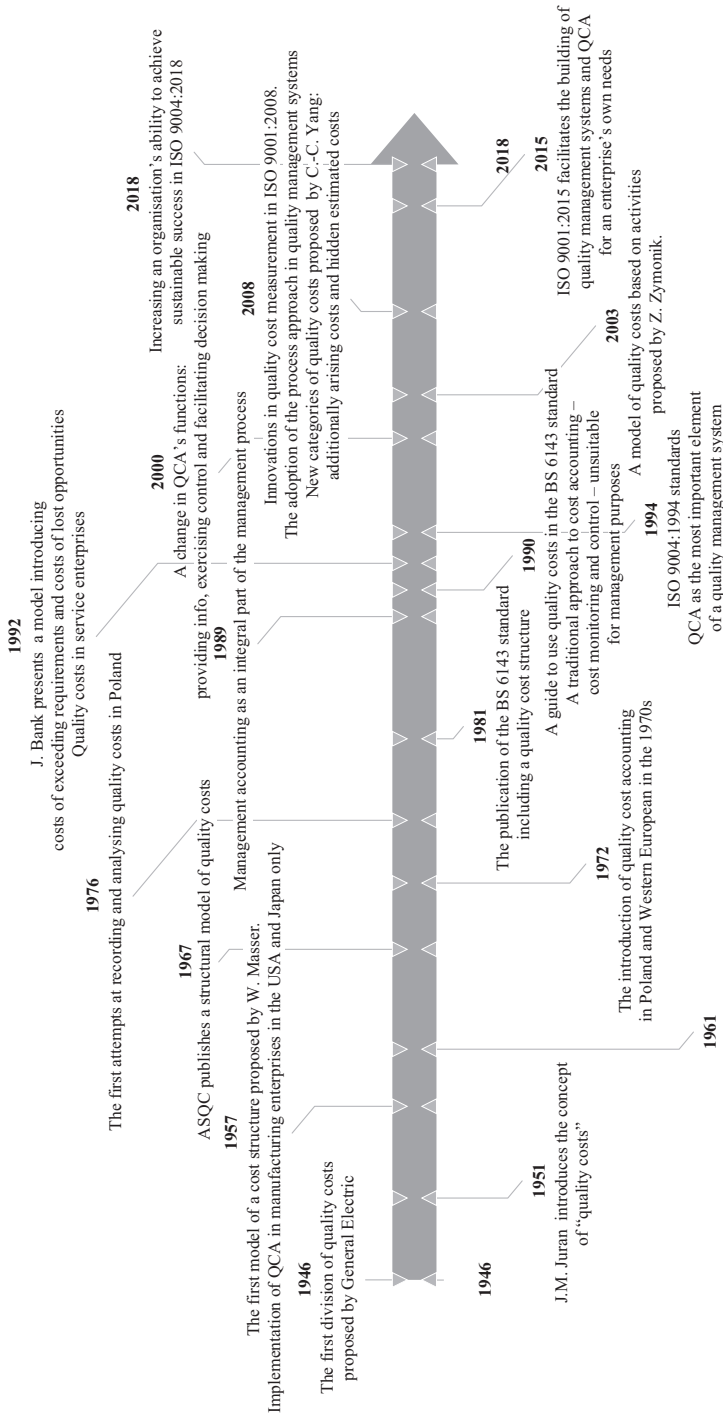 1992
J. Bank presents a model introducing
costs of exceeding requirements and costs of lost opportunities
Quality costs in service enterprises
1976
The first attempts at recording and analysing quality costs in Poland
2018
Increasing an organisation's ability to achieve
sustainable success in ISO 9004:2018
2000
A change in QCA's functions:
providing info, exercising control and facilitating decision making
1967
ASQC publishes a structural model of quality costs
1989
Management accounting as an integral part of the management process
2008
Innovations in quality cost measurement in ISO 9001:2008.
The adoption of the process approach in quality management systems
New categories of quality costs proposed by C.-C. Yang:
additionally arising costs and hidden estimated costs
1957
The first model of a cost structure proposed by W. Masser.
Implementation of QCA in manufacturing enterprises in the USA and Japan only
1946
The first division of quality costs
proposed by General Electric
1946
2018
1951
J.M. Juran introduces the concept
of “quality costs”
1981
The publication of the BS 6143 standard
including a quality cost structure
1990
A guide to use quality costs in the BS 6143 standard
A traditional approach to cost accounting –
cost monitoring and control – unsuitable
for management purposes
2015
ISO 9001:2015 facilitates the building of
quality management systems and QCA
for an enterprise's own needs
2003
A model of quality costs based on activities
proposed by Z. Zymonik.
1972
The introduction of quality cost accounting
in Poland and Western European in the 1970s
1994
ISO 9004:1994 standards
QCA as the most important element
of a quality management system
1961